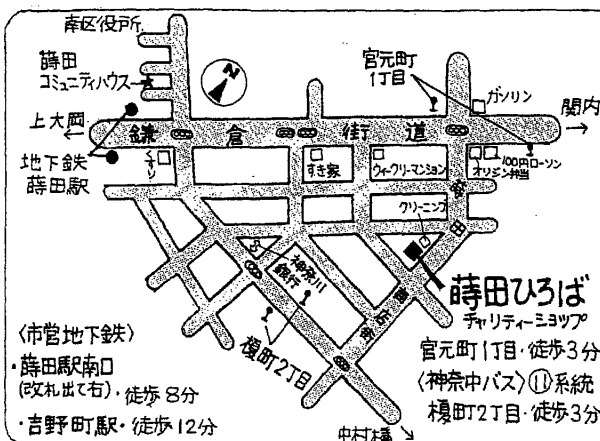 南区役所
蒔田
コミュニティハウス
上大岡
地下鉄
蒔田駅
鎌倉街道
宮元町
1丁目
ガソリン
関内
くすり
すき家
ウィークリーマンション
100円ローソン
オリジン弁当
クリーニング
蒔田
商店街
神奈川
銀行
榎町2丁目
中村橋
N
蒔田ひろば
チャリティーショップ
宮元町1丁目・徒歩3分
〈神奈中バス〉⑪系統
榎町2丁目・徒歩3分
〈市営地下鉄〉
・蒔田駅南口
(改札出て右)・徒歩8分
・吉野町駅・徒歩12分